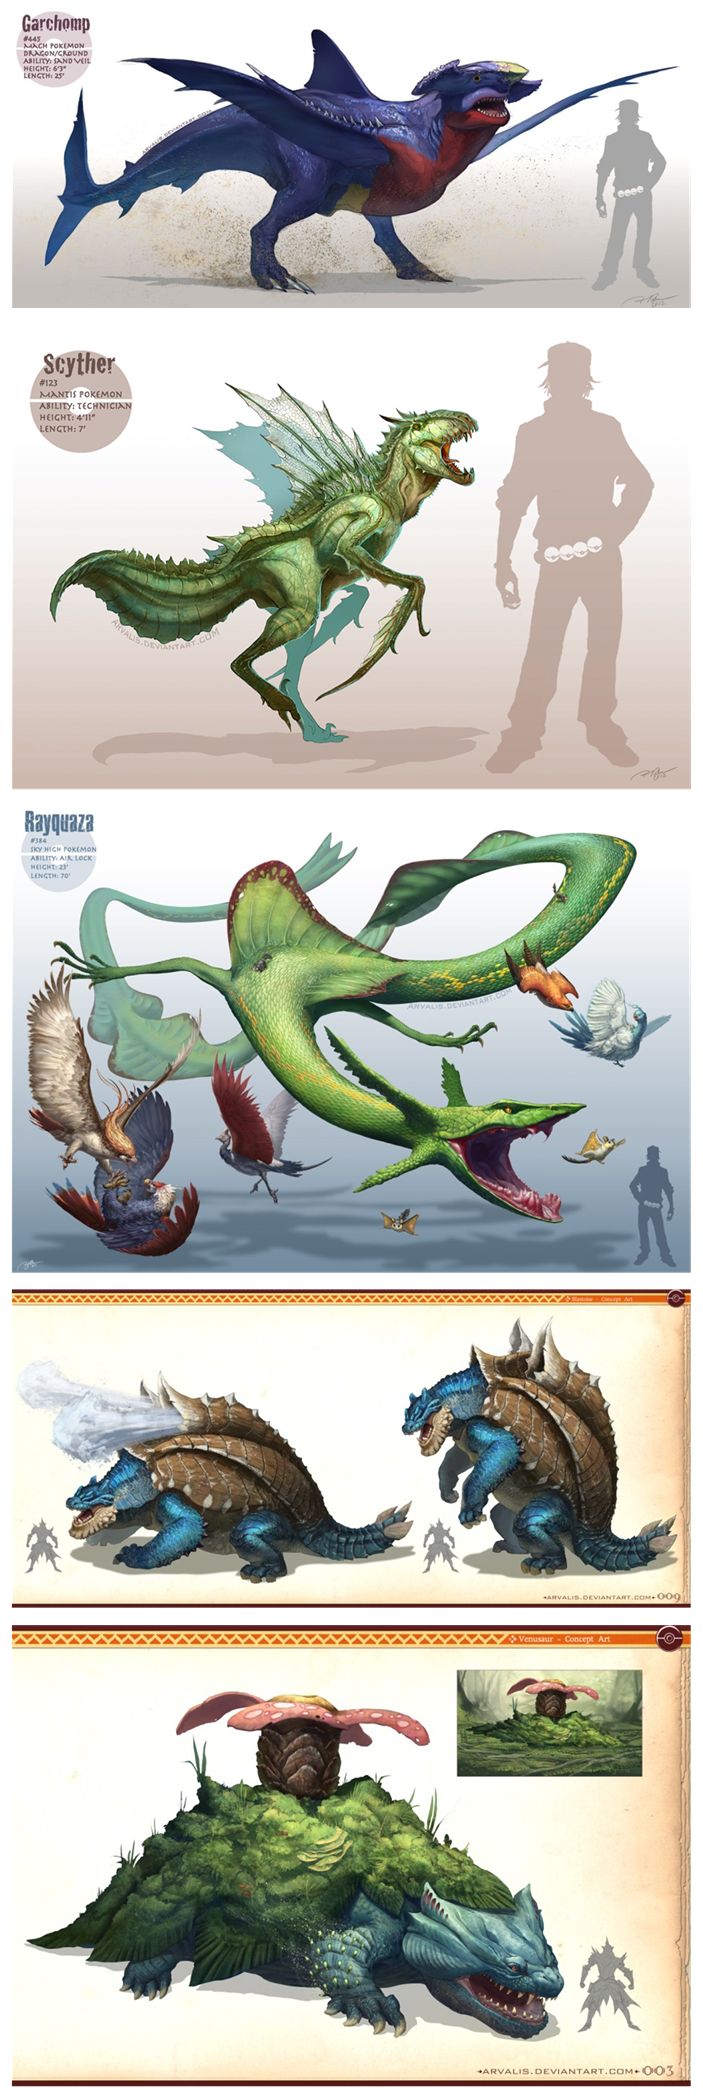 Garchomp
#445
MACH POKEMON
DRAGON/GROUND
ABILITY: SAND VEIL
HEIGHT: 6'3"
LENGTH: 25'
ARVALIS.DEVIANTART.COM
2012
Scyther
#123
MANTIS POKEMON
ABILITY: TECHNICIAN
HEIGHT: 4'11"
LENGTH: 7'
ARVALIS.DEVIANTART.COM
Rayquaza
#384
SKY HIGH POKEMON
ABILITY: AIR LOCK
HEIGHT: 23'
LENGTH: 70'
ARVALIS.DEVIANTART.COM
Blastoise - Concept Art
ARVALIS.DEVIANTART.COM 009
Venusaur - Concept Art
ARVALIS.DEVIANTART.COM 003